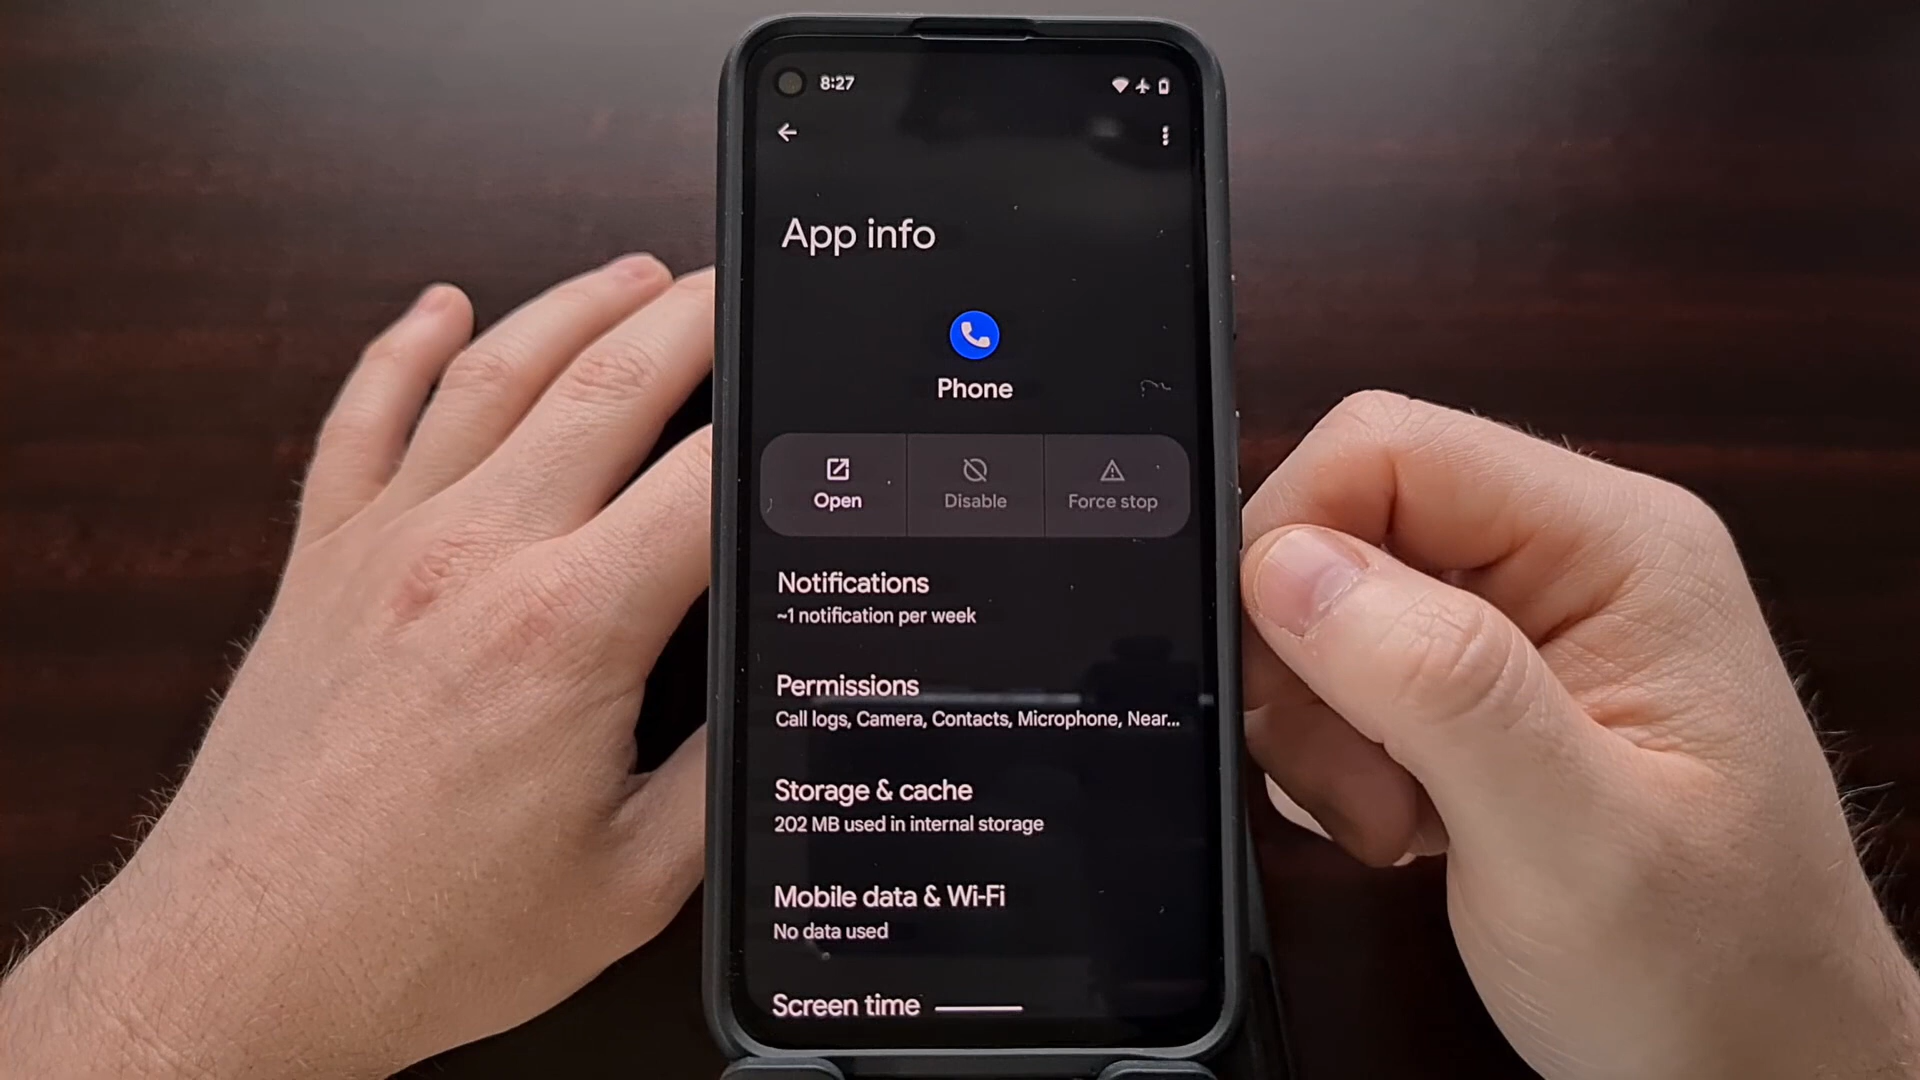 8:27
App info
Phone
Open
Disable
Force stop
Notifications
~1 notification per week
Permissions
Call logs, Camera, Contacts, Microphone, Near...
Storage & cache
202 MB used in internal storage
Mobile data & Wi-Fi
No data used
Screen time